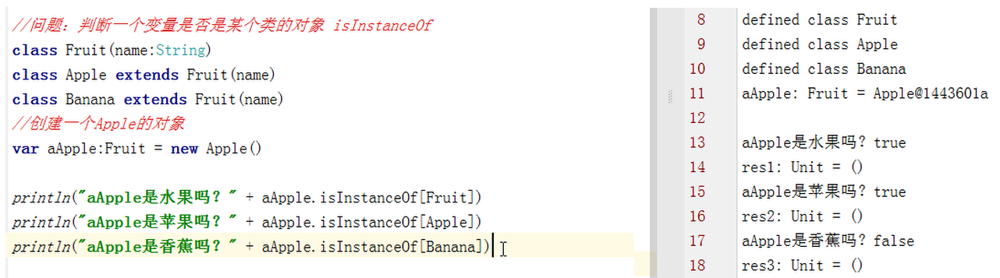 //问题：判断一个变量是否是某个类的对象 isInstanceOf
class Fruit(name:String)
class Apple extends Fruit(name)
class Banana extends Fruit(name)
//创建一个Apple的对象
var aApple:Fruit = new Apple()
println("aApple是水果吗？" + aApple.isInstanceOf[Fruit])
println("aApple是苹果吗？" + aApple.isInstanceOf[Apple])
println("aApple是香蕉吗？" + aApple.isInstanceOf[Banana])
8 defined class Fruit
9 defined class Apple
10 defined class Banana
11 aApple: Fruit = Apple@1443601a
12
13 aApple是水果吗？true
14 res1: Unit = ()
15 aApple是苹果吗？true
16 res2: Unit = ()
17 aApple是香蕉吗？false
18 res3: Unit = ()